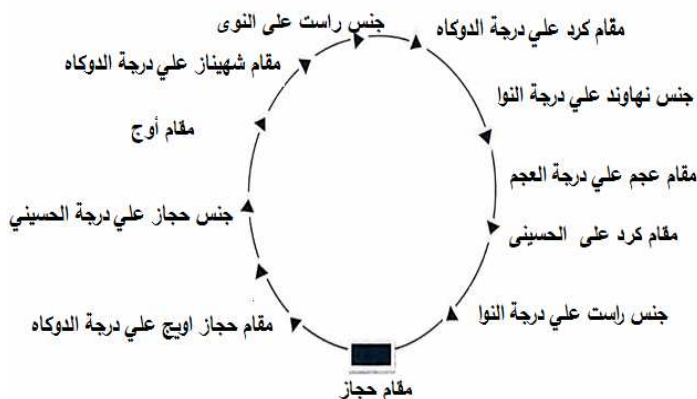 جنس راست على النوى
مقام كرد علي درجة الدوكاه
مقام شهيناز علي درجة الدوكاه
جنس نهاوند علي درجة النوا
مقام أوج
مقام عجم علي درجة العجم
جنس حجاز علي درجة الحسيني
مقام كرد على الحسينى
جنس راست علي درجة النوا
مقام حجاز اويج علي درجة الدوكاه
مقام حجاز